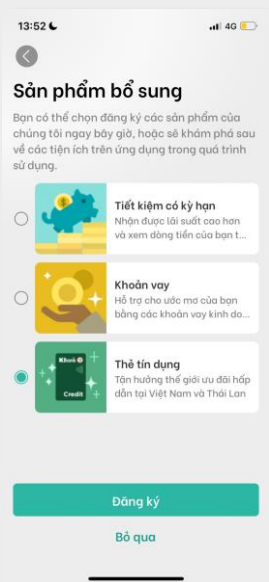 13:52
4G
Sản phẩm bổ sung
Bạn có thể chọn đăng ký các sản phẩm của
chúng tôi ngay bây giờ, hoặc sẽ khám phá sau
về các tiện ích trên ứng dụng trong quá trình
sử dụng.
Tiết kiệm có kỳ hạn
Nhận được lãi suất cao hơn
và xem dòng tiền của bạn t...
Khoản vay
Hỗ trợ cho ước mơ của bạn
bằng các khoản vay kinh do...
Thẻ tín dụng
Tận hưởng thế giới ưu đãi hấp
dẫn tại Việt Nam và Thái Lan
KBank
Credit
Đăng ký
Bỏ qua